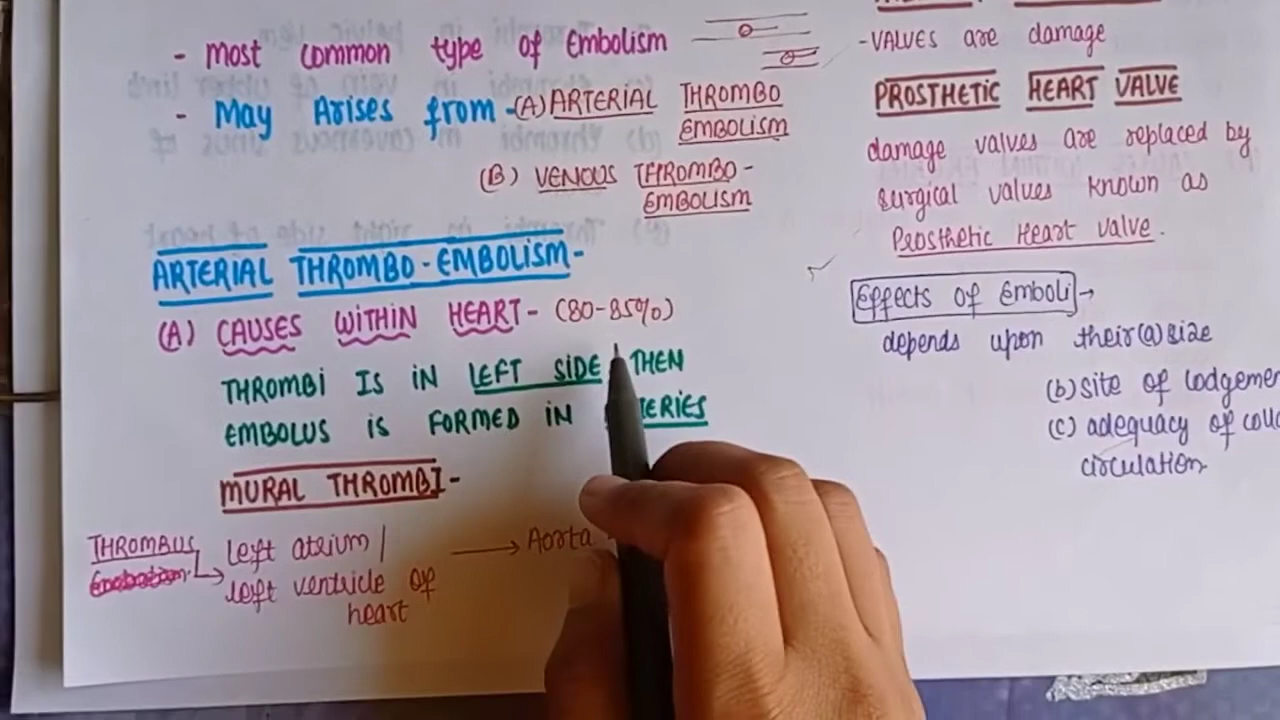 - Most common type of Embolism
- May Arises from - (A) ARTERIAL THROMBO
EMBOLISM
(B) VENOUS THROMBO -
EMBOLISM
ARTERIAL THROMBO - EMBOLISM -
(A) CAUSES WITHIN HEART - (80-85%)
THROMBI IS IN LEFT SIDE THEN
EMBOLUS IS FORMED IN
MURAL THROMBI -
THROMBUS
Left atrium /
left ventricle of
heart
→ Aorta
- VALVES are damage
PROSTHETIC HEART VALVE
damage valves are replaced by
surgical valves known as
Prosthetic Heart valve.
Effects of Emboli →
depends upon their (a) size
(b) site of lodgemen
(c) adequacy of coll
circulation